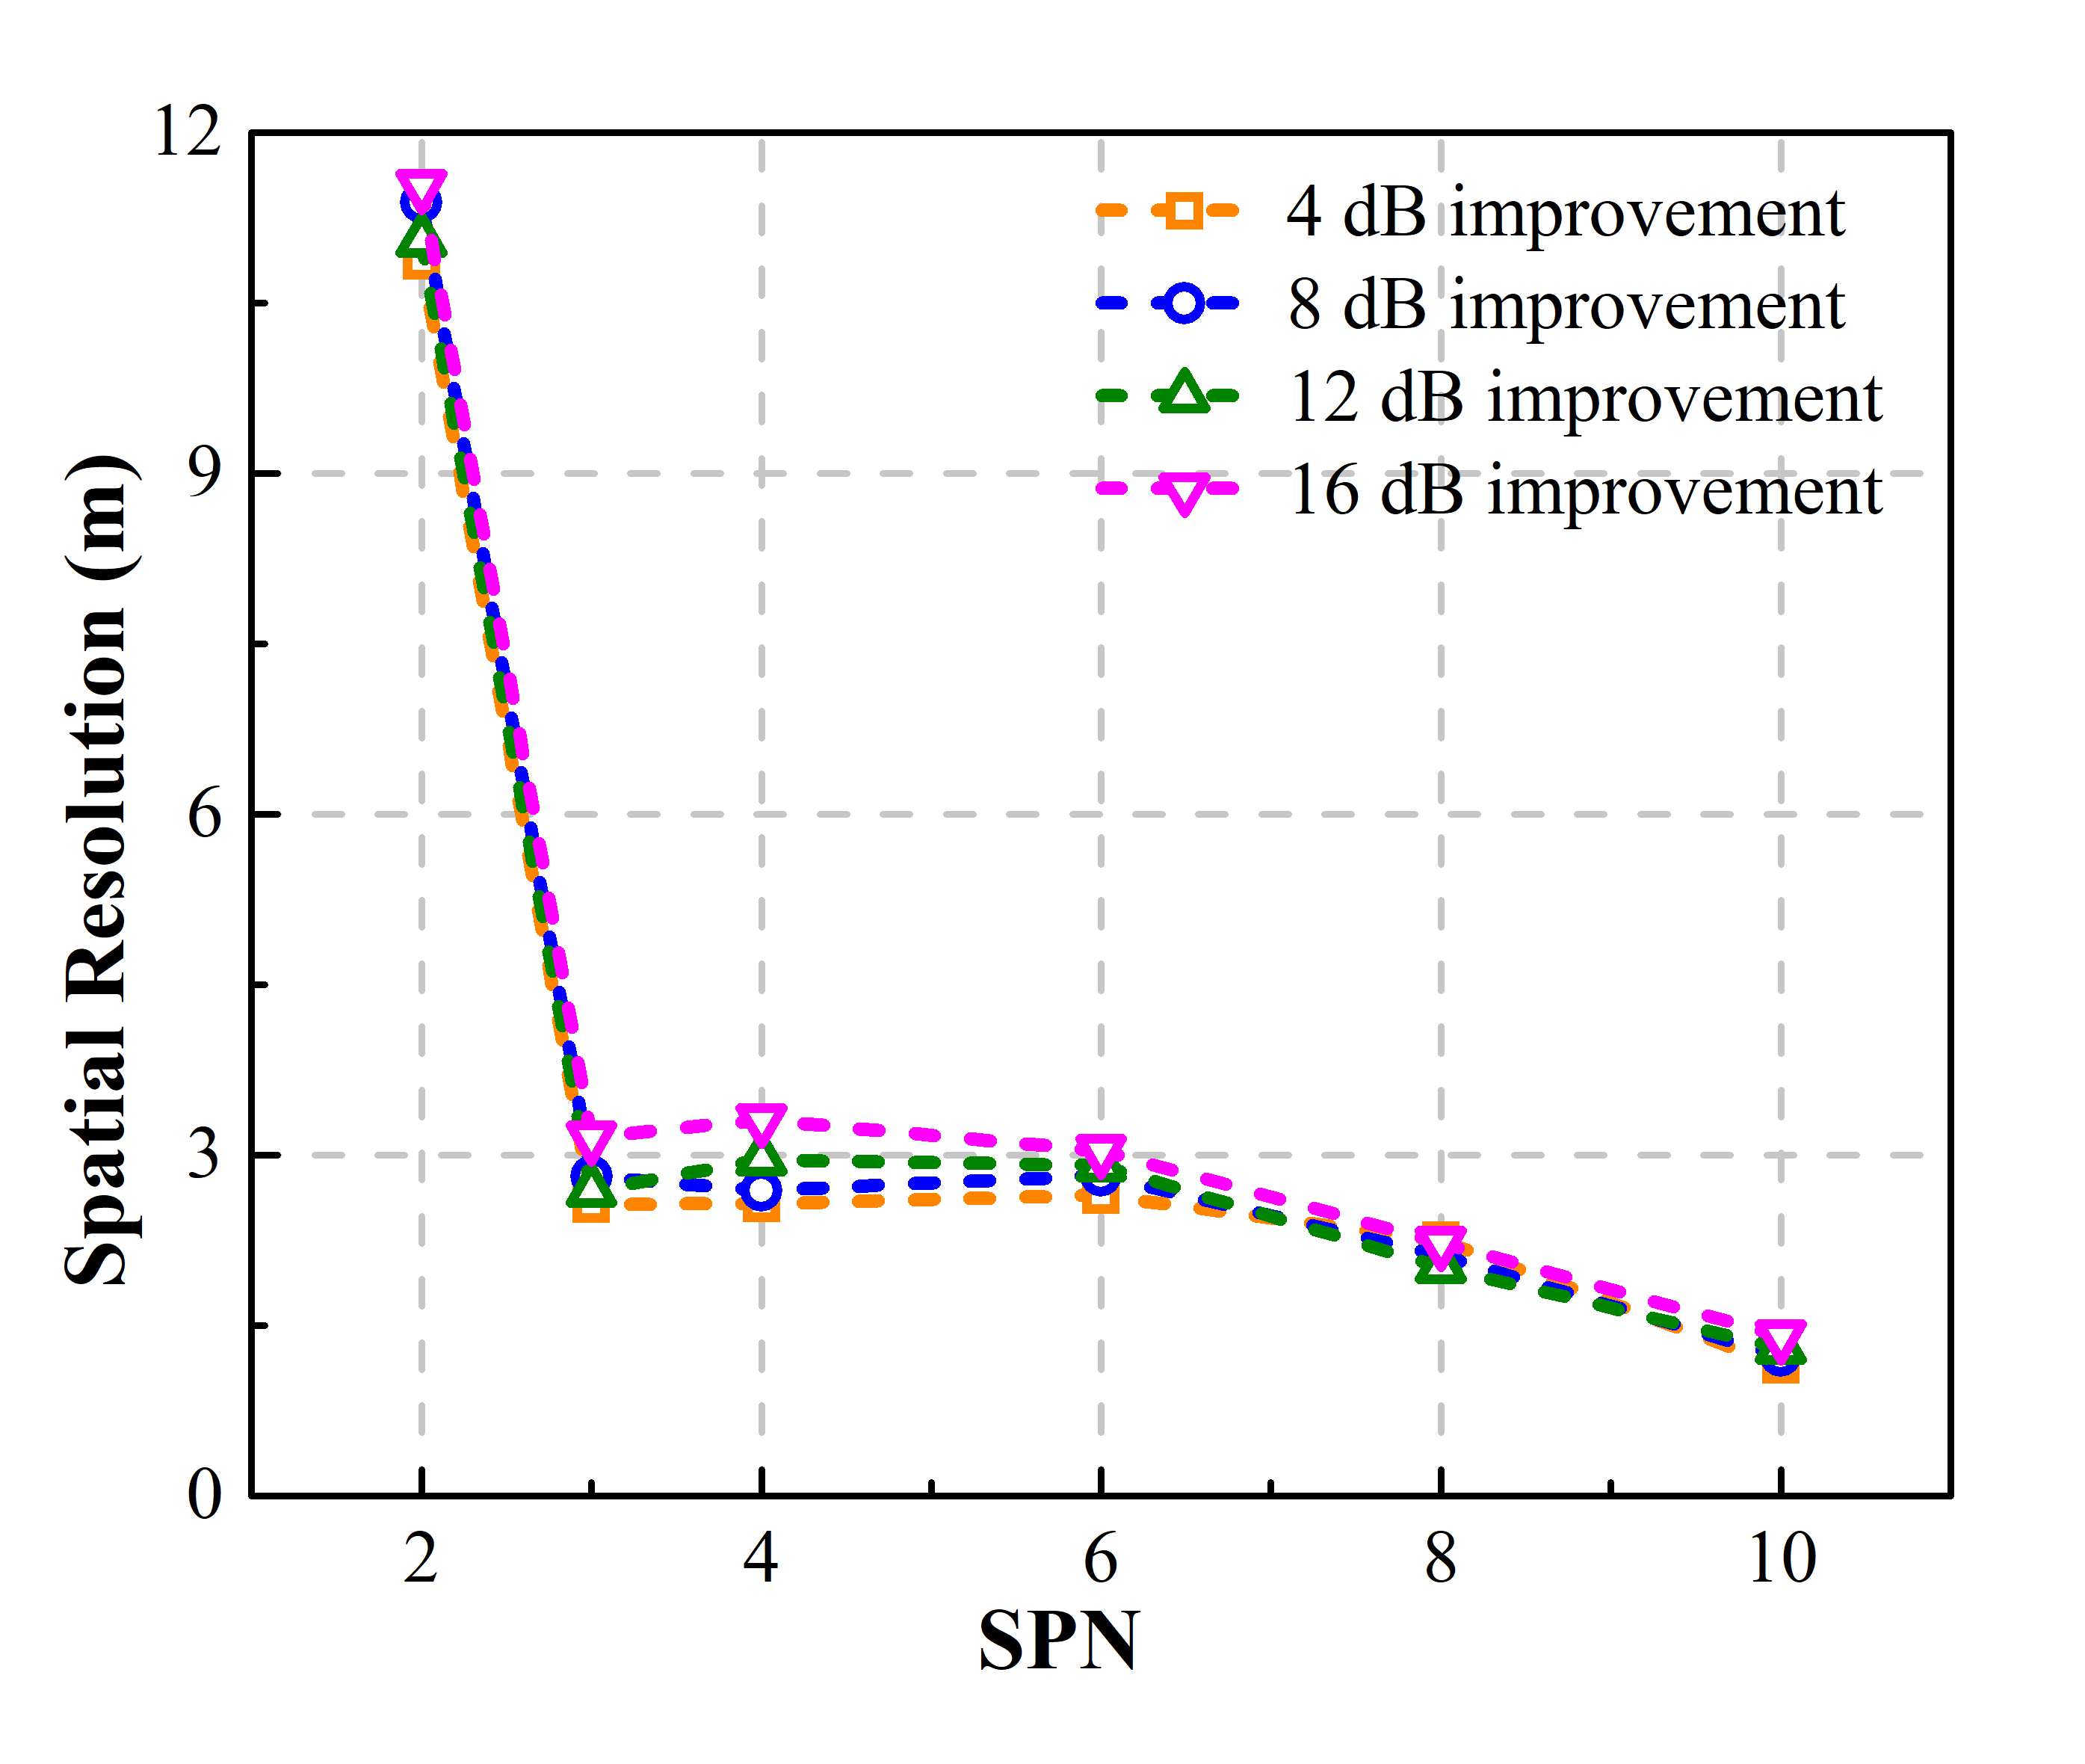 12
9
6
3
0
Spatial Resolution (m)
4 dB improvement
8 dB improvement
12 dB improvement
16 dB improvement
2 4 6 8 10
SPN